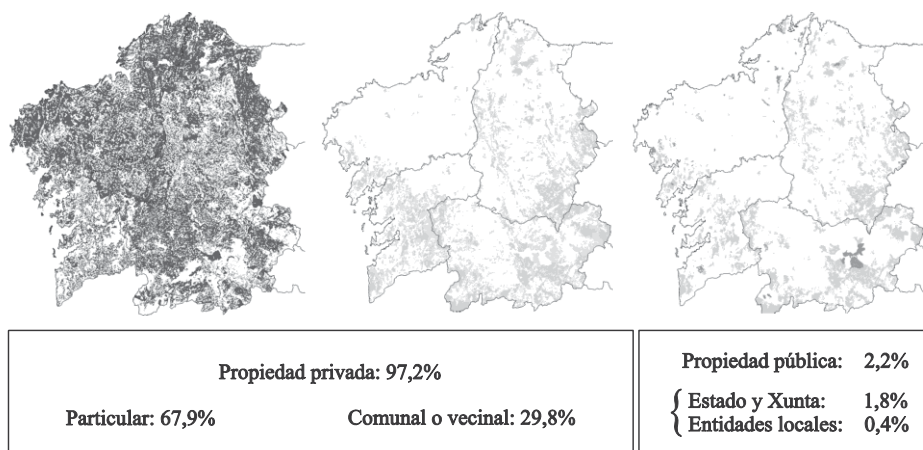 Propiedad privada: 97,2%
Particular: 67,9%
Comunal o vecinal: 29,8%
Propiedad pública: 2,2%
Estado y Xunta: 1,8%
Entidades locales: 0,4%